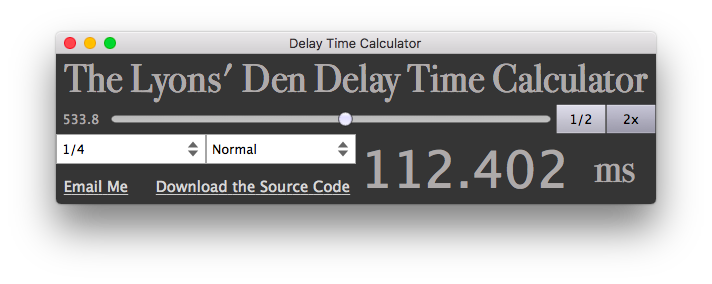 Delay Time Calculator
The Lyons' Den Delay Time Calculator
533.8 1/2 2x
1/4 Normal
112.402 ms
Email Me Download the Source Code